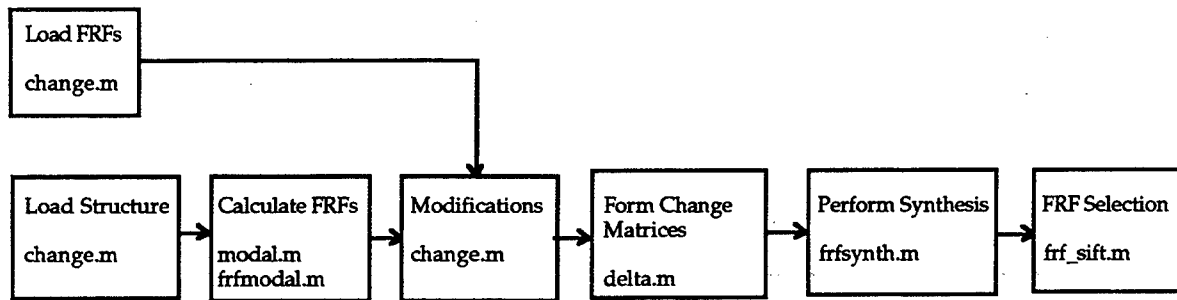 Load FRFs
change.m
Load Structure
change.m
Calculate FRFs
modal.m
frfmodal.m
Modifications
change.m
Form Change
Matrices
delta.m
Perform Synthesis
frfsynth.m
FRF Selection
frf_sift.m